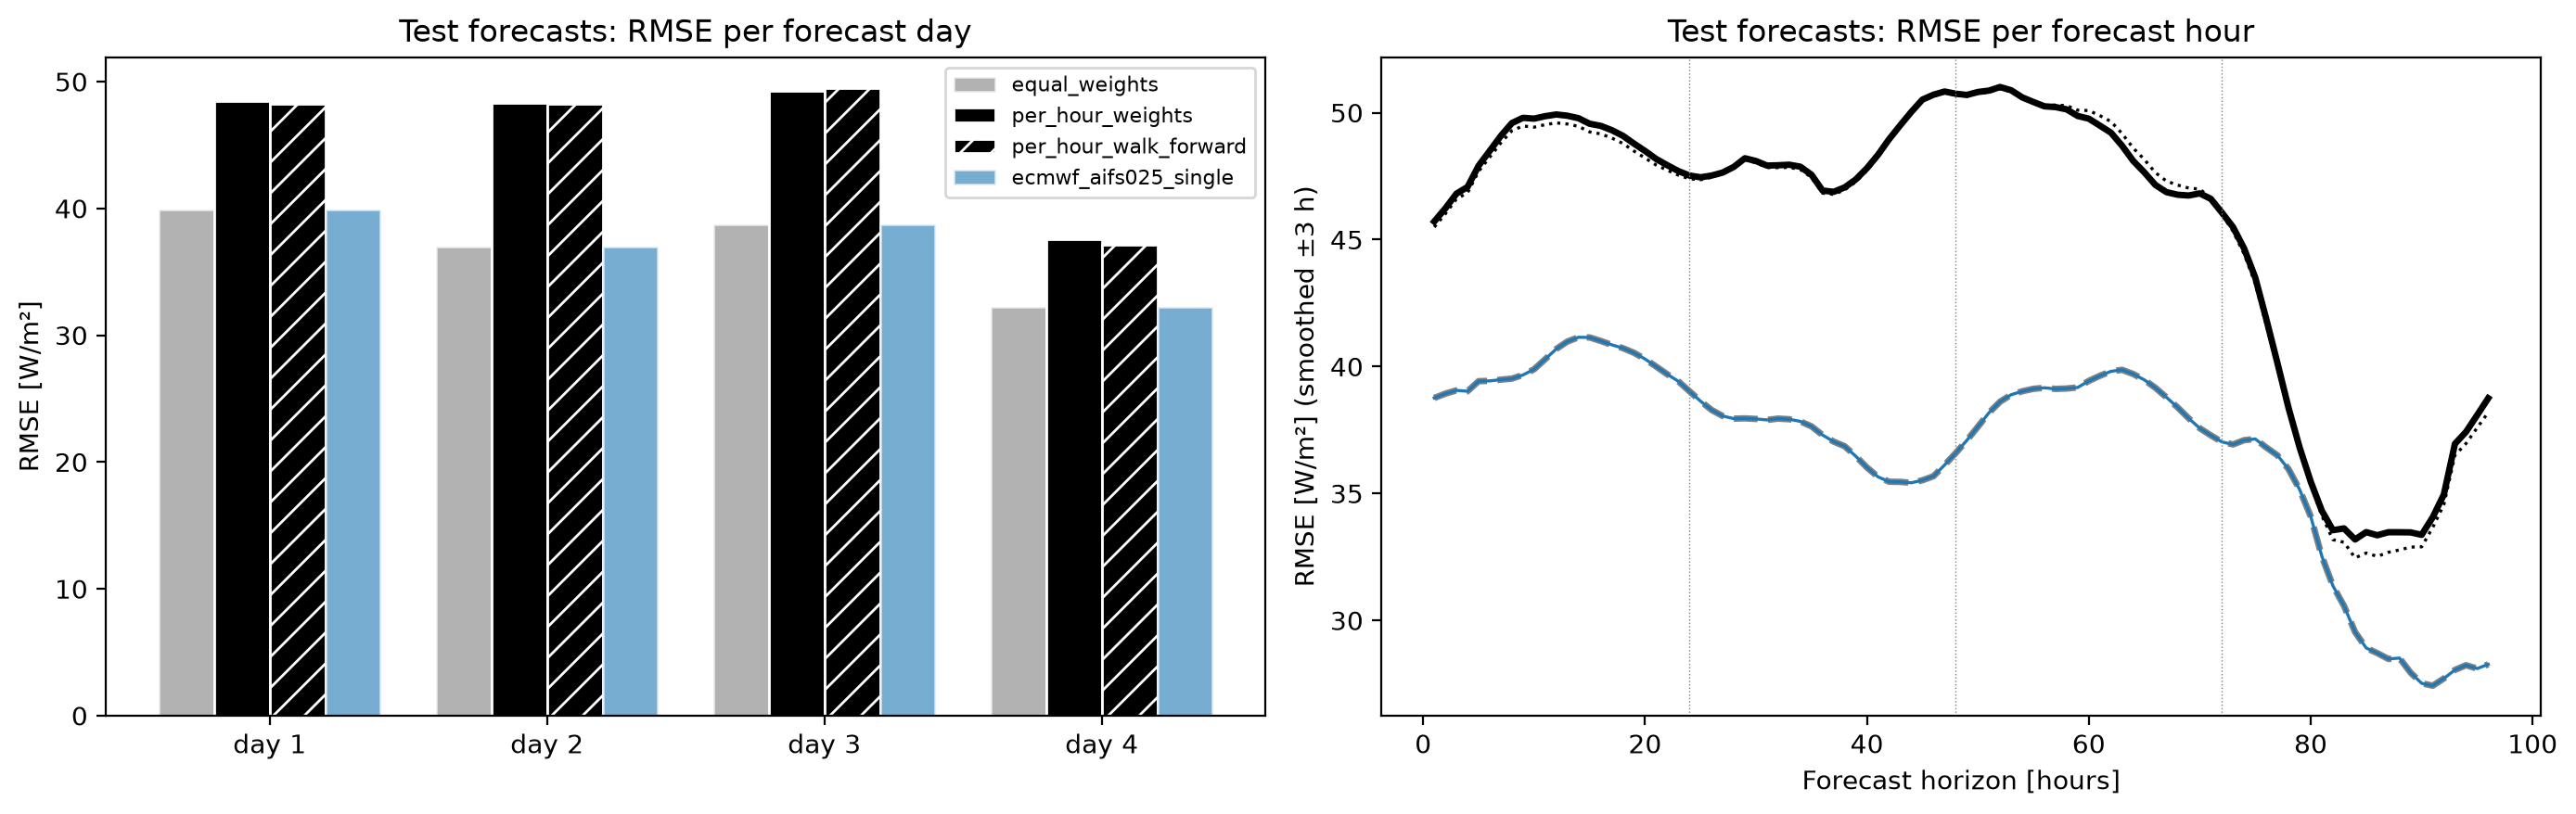 Test forecasts: RMSE per forecast day
RMSE [W/m²]
50
40
30
20
10
0
day 1 day 2 day 3 day 4
equal_weights
per_hour_weights
per_hour_walk_forward
ecmwf_aifs025_single
Test forecasts: RMSE per forecast hour
RMSE [W/m²] (smoothed ±3 h)
50
45
40
35
30
0 20 40 60 80 100
Forecast horizon [hours]